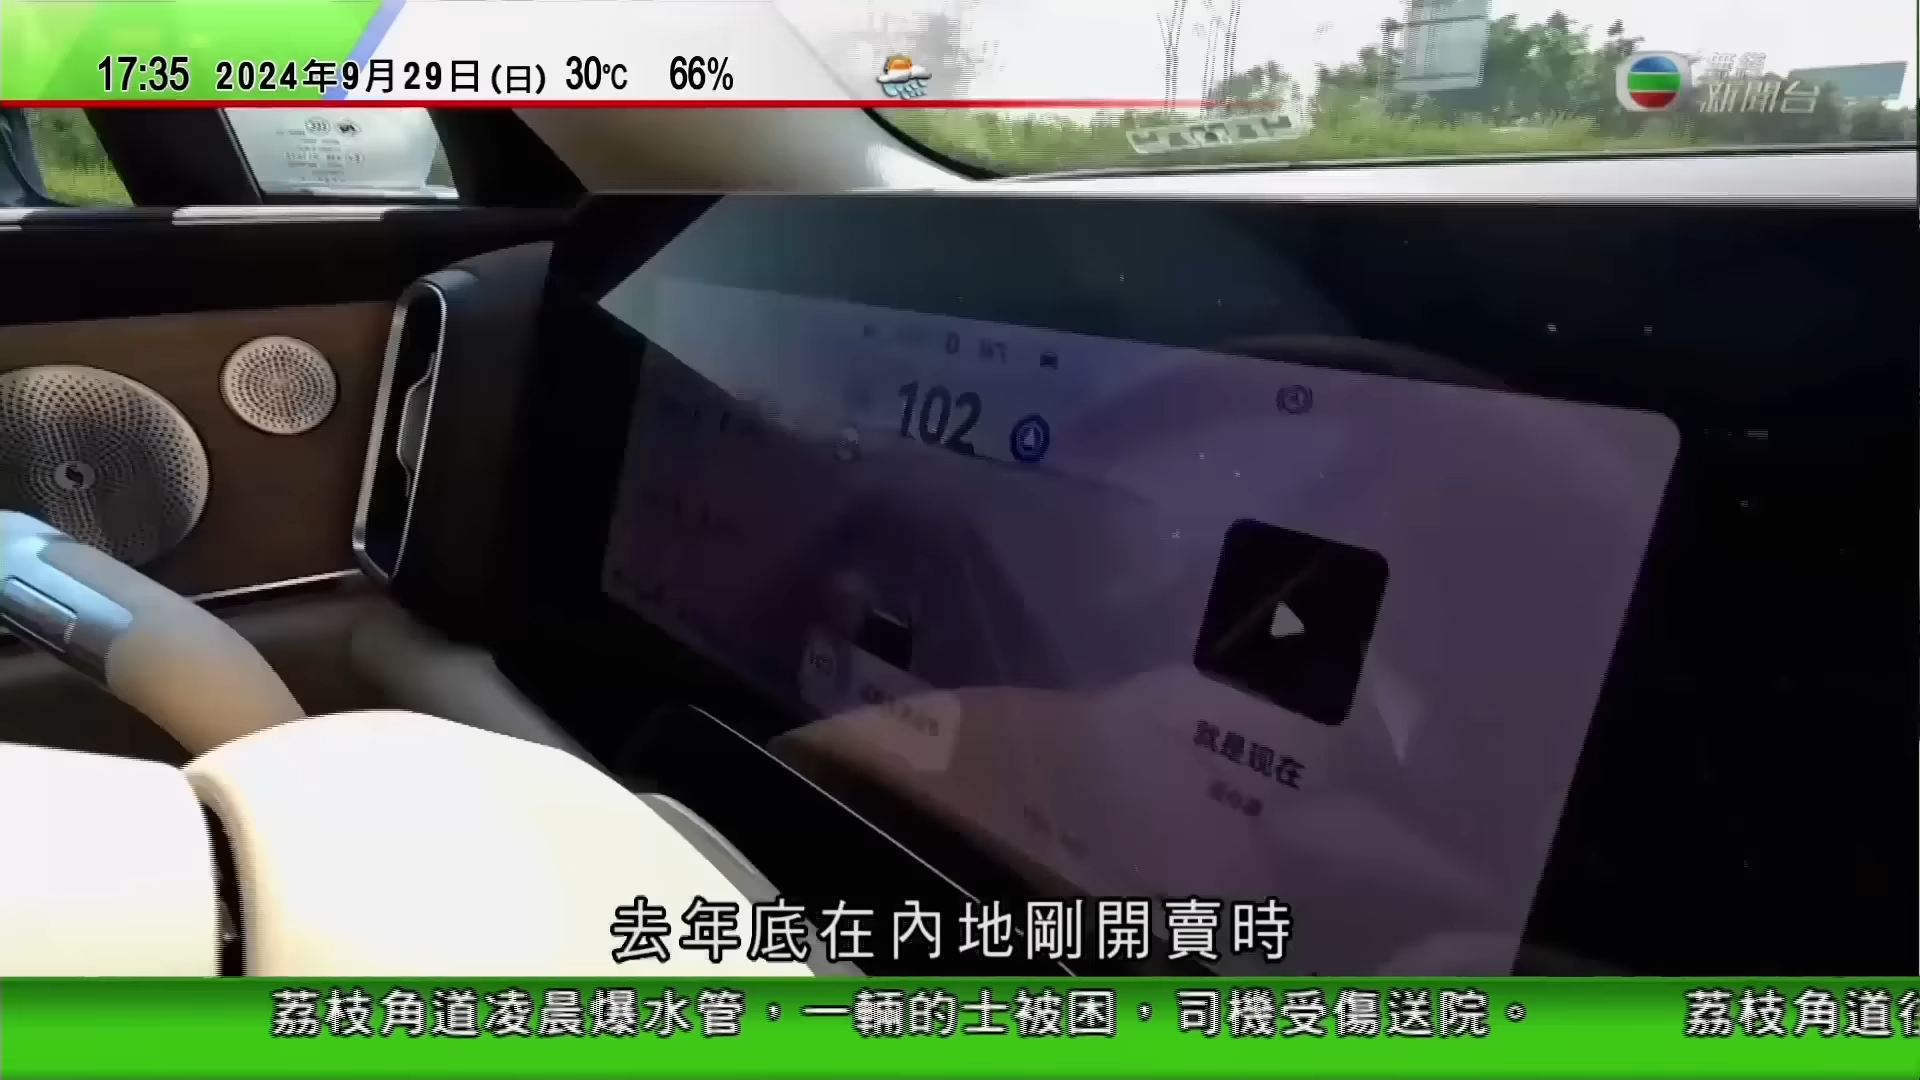 17:35 2024年9月29日(日) 30℃ 66%
無綫
新聞台
102
就是现在
去年底在內地剛開賣時
荔枝角道凌晨爆水管，一輛的士被困，司機受傷送院。 荔枝角道